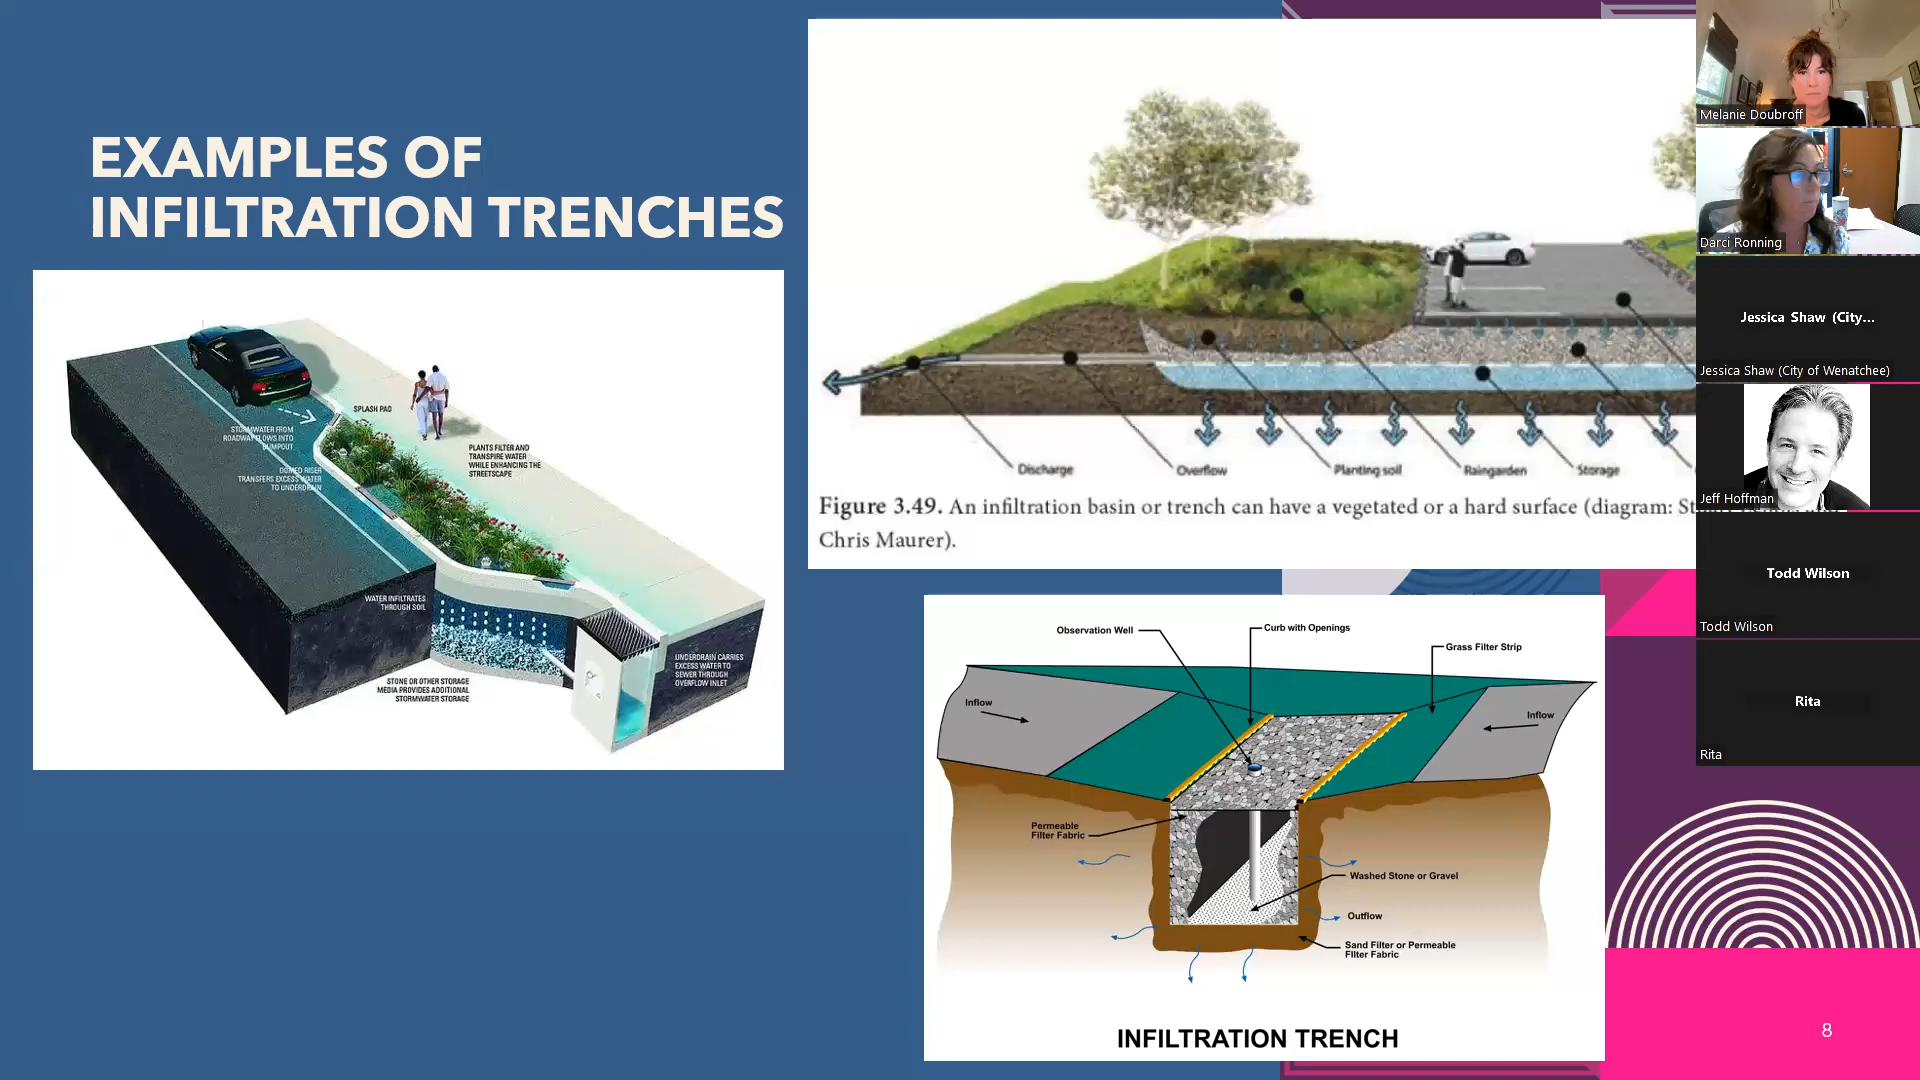 EXAMPLES OF
INFILTRATION TRENCHES
SPLASH PAD
STORMWATER FROM
ROADWAY FLOWS INTO
BUMPOUT
DOMED RISER
TRANSFERS EXCESS WATER
TO UNDERDRAIN
PLANTS FILTER AND
TRANSPIRE WATER
WHILE ENHANCING THE
STREETSCAPE
WATER INFILTRATES
THROUGH SOIL
STONE OR OTHER STORAGE
MEDIA PROVIDES ADDITIONAL
STORMWATER STORAGE
UNDERDRAIN CARRIES
EXCESS WATER TO
SEWER THROUGH
OVERFLOW INLET
Discharge
Overflow
Planting soil
Raingarden
Storage
Figure 3.49. An infiltration basin or trench can have a vegetated or a hard surface (diagram:
Chris Maurer).
Observation Well
Curb with Openings
Grass Filter Strip
Inflow
Inflow
Permeable
Filter Fabric
Washed Stone or Gravel
Outflow
Sand Filter or Permeable
Filter Fabric
INFILTRATION TRENCH
Melanie Doubroff
Darci Ronning
Jessica Shaw (City...
Jessica Shaw (City of Wenatchee)
Jeff Hoffman
Todd Wilson
Todd Wilson
Rita
Rita
8